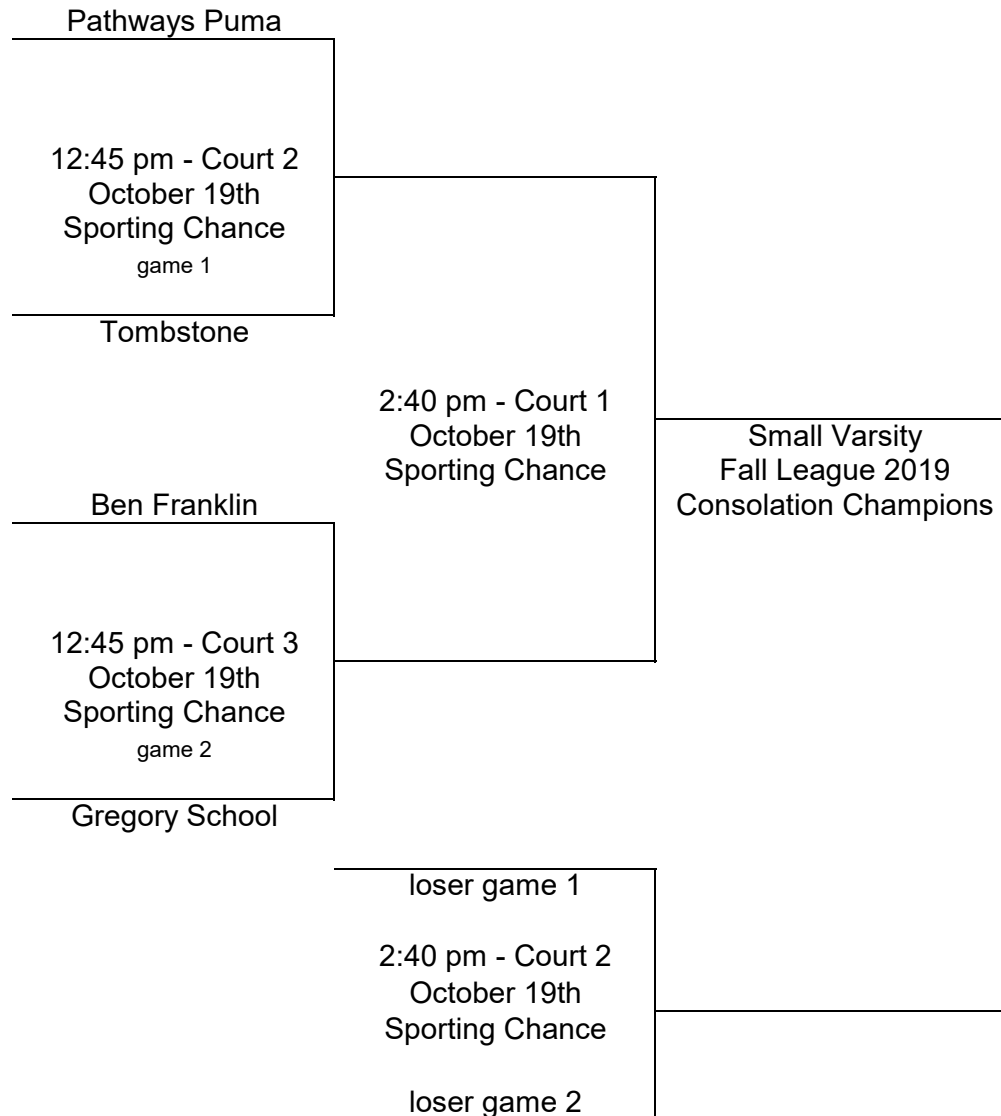 Pathways Puma
12:45 pm - Court 2
October 19th
Sporting Chance
game 1
Tombstone
2:40 pm - Court 1
October 19th
Sporting Chance
Small Varsity
Fall League 2019
Consolation Champions
Ben Franklin
12:45 pm - Court 3
October 19th
Sporting Chance
game 2
Gregory School
loser game 1
2:40 pm - Court 2
October 19th
Sporting Chance
loser game 2